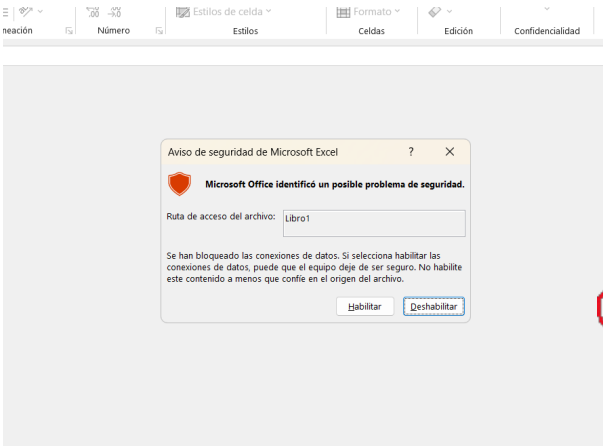 Estilos de celda
Formato
neación
Número
Estilos
Celdas
Edición
Confidencialidad
Aviso de seguridad de Microsoft Excel
Microsoft Office identificó un posible problema de seguridad.
Ruta de acceso del archivo: Libro1
Se han bloqueado las conexiones de datos. Si selecciona habilitar las
conexiones de datos, puede que el equipo deje de ser seguro. No habilite
este contenido a menos que confíe en el origen del archivo.
Habilitar
Deshabilitar